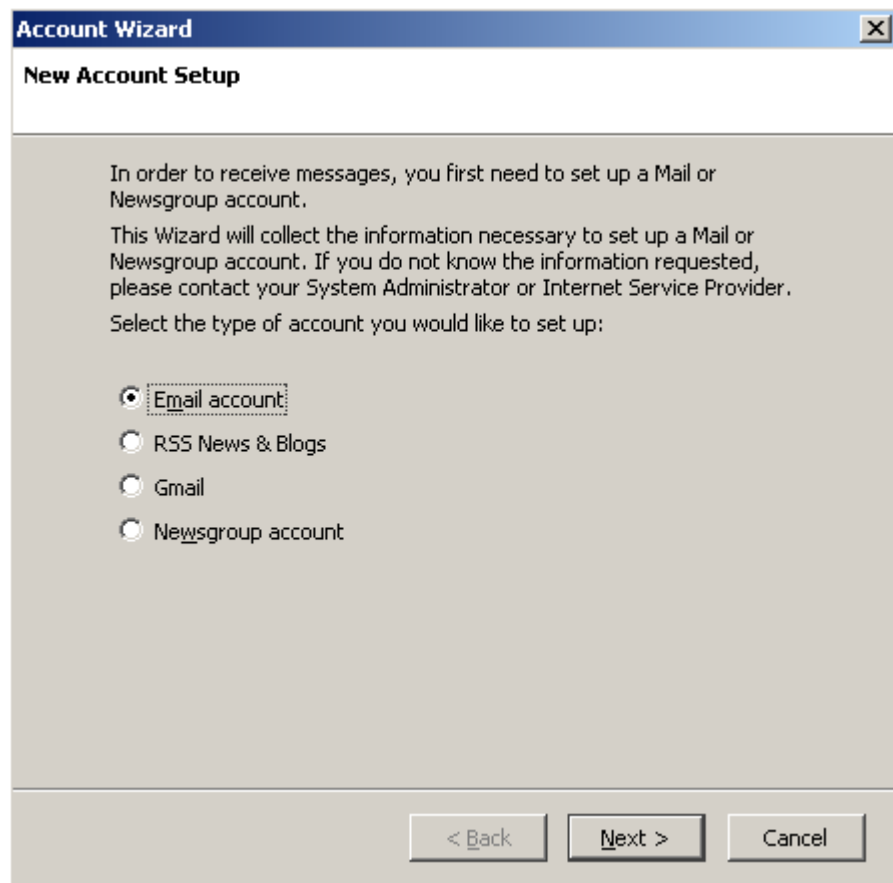 Account Wizard
New Account Setup
In order to receive messages, you first need to set up a Mail or
Newsgroup account.
This Wizard will collect the information necessary to set up a Mail or
Newsgroup account. If you do not know the information requested,
please contact your System Administrator or Internet Service Provider.
Select the type of account you would like to set up:
Email account
RSS News & Blogs
Gmail
Newsgroup account
< Back Next > Cancel